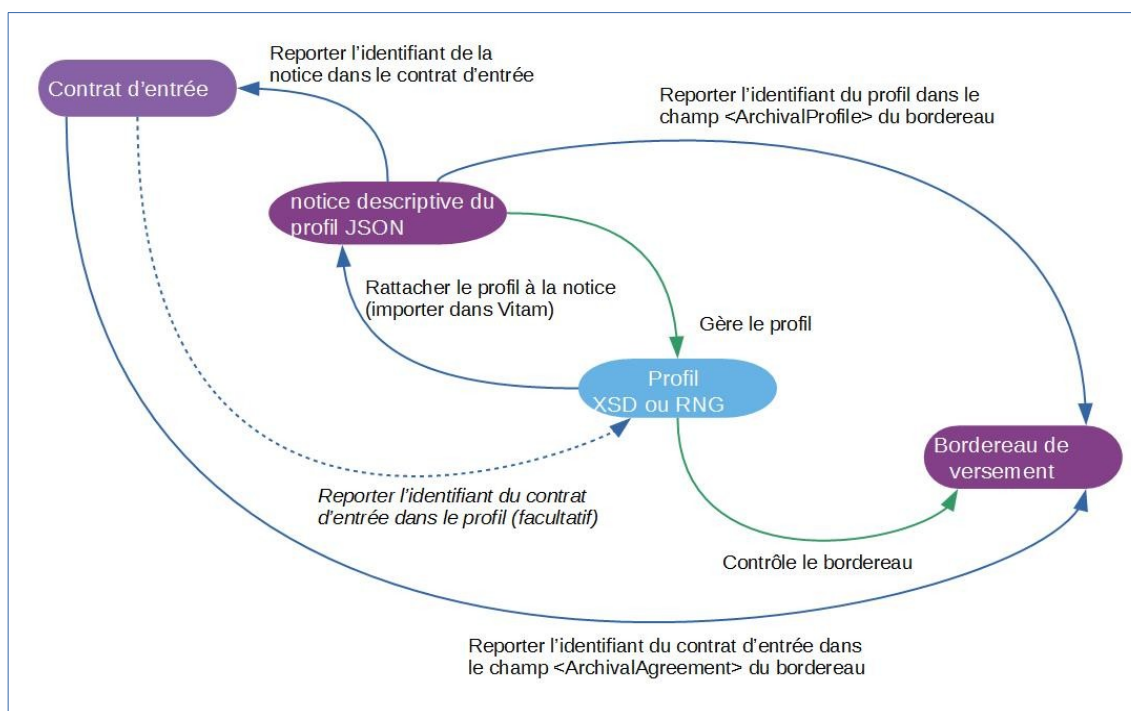 Reporter l’identifiant de la
notice dans le contrat d’entrée
Contrat d’entrée
Reporter l’identifiant du profil dans le
champ <ArchivalProfile> du bordereau
notice descriptive du
profil JSON
Rattacher le profil à la notice
(importer dans Vitam)
Gère le profil
Profil
XSD ou RNG
Bordereau de
versement
Reporter l’identifiant du contrat
d’entrée dans le profil (facultatif)
Contrôle le bordereau
Reporter l’identifiant du contrat d’entrée dans
le champ <ArchivalAgreement> du bordereau